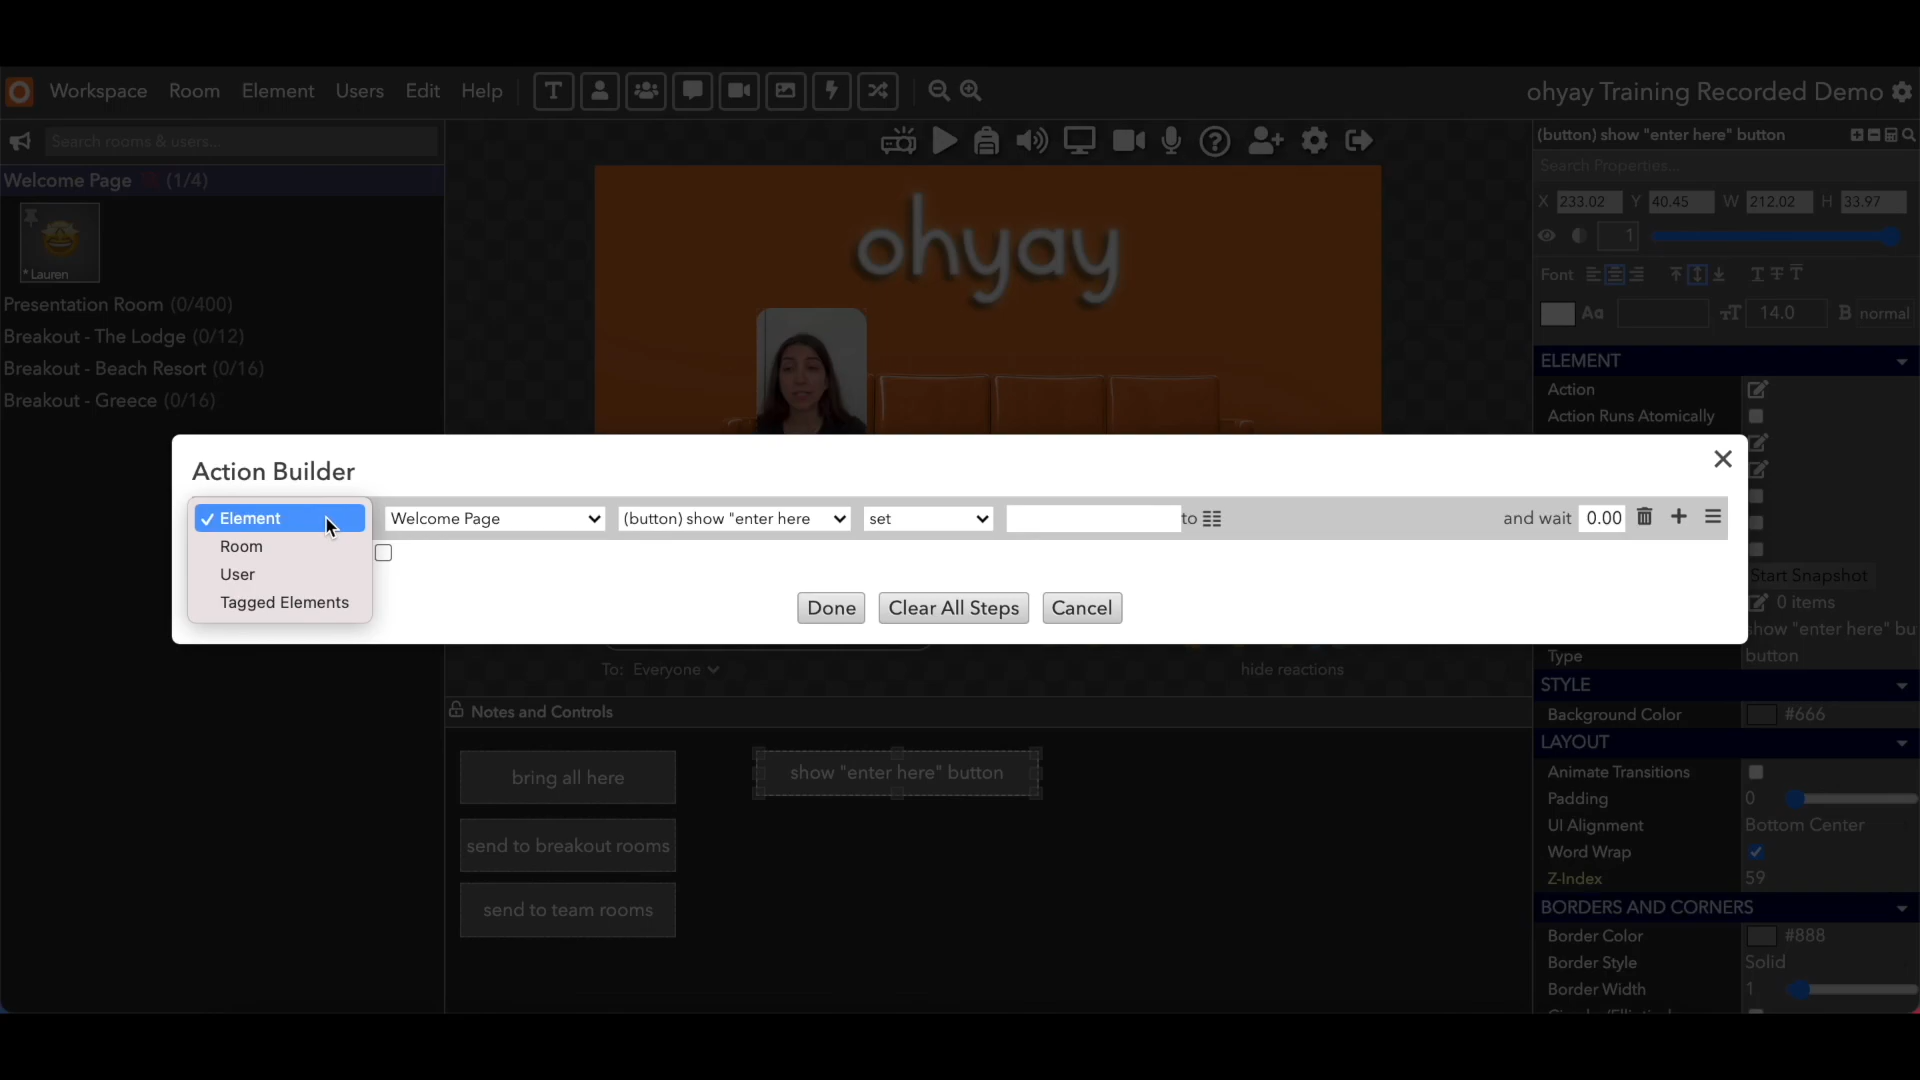 Workspace Room Element Users Edit Help
ohyay Training Recorded Demo
Search rooms & users...
Welcome Page (1/4)
* Lauren
Presentation Room (0/400)
Breakout - The Lodge (0/12)
Breakout - Beach Resort (0/16)
Breakout - Greece (0/16)
ohyay
(button) show "enter here" button
Search Properties...
X 233.02 Y 40.45 W 212.02 H 33.97
1
Font
Aa 14.0 B normal
ELEMENT
Action
Action Runs Atomically
Action Builder
Element
Room
User
Tagged Elements
Welcome Page (button) show "enter here set to and wait 0.00
Done Clear All Steps Cancel
Start Snapshot
0 items
show "enter here" bu
Type button
To: Everyone hide reactions
Notes and Controls
bring all here
send to breakout rooms
send to team rooms
show "enter here" button
STYLE
Background Color #666
LAYOUT
Animate Transitions
Padding 0
UI Alignment Bottom Center
Word Wrap
Z-Index 59
BORDERS AND CORNERS
Border Color #888
Border Style Solid
Border Width 1